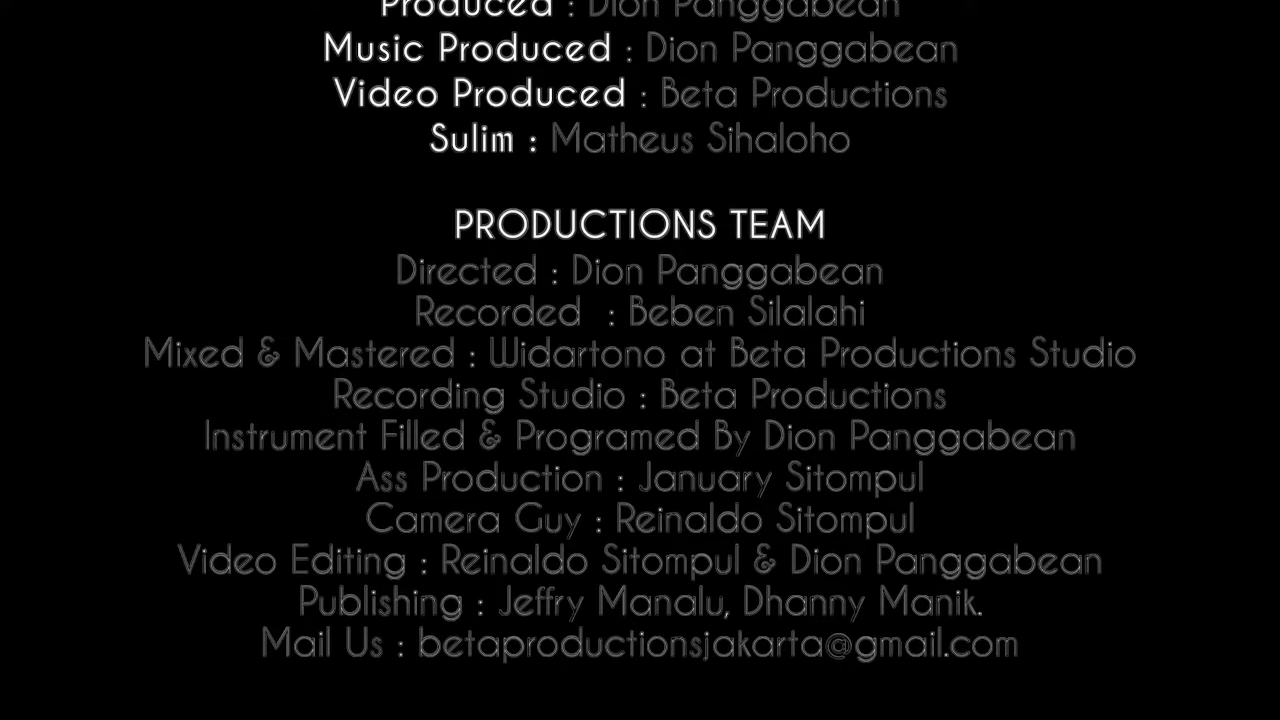 Produced : Dion Panggabean
Music Produced : Dion Panggabean
Video Produced : Beta Productions
Sulim : Matheus Sihaloho
PRODUCTIONS TEAM
Directed : Dion Panggabean
Recorded : Beben Silalahi
Mixed & Mastered : Widartono at Beta Productions Studio
Recording Studio : Beta Productions
Instrument Filled & Programed By Dion Panggabean
Ass Production : January Sitompul
Camera Guy : Reinaldo Sitompul
Video Editing : Reinaldo Sitompul & Dion Panggabean
Publishing : Jeffry Manalu, Dhanny Manik.
Mail Us : betaproductionsjakarta@gmail.com